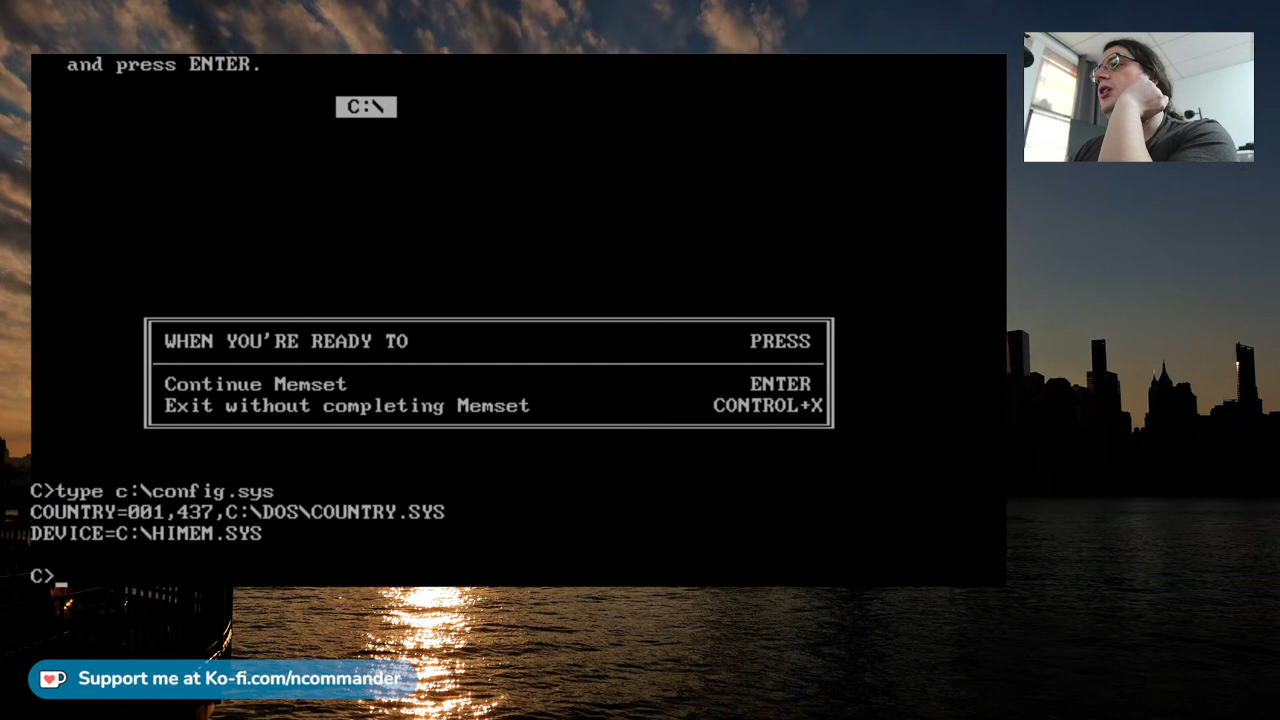 and press ENTER.
C:\
WHEN YOU'RE READY TO PRESS
Continue Memset ENTER
Exit without completing Memset CONTROL+X
C>type c:\config.sys
COUNTRY=001,437,C:\DOS\COUNTRY.SYS
DEVICE=C:\HIMEM.SYS
C>_
Support me at Ko-fi.com/ncommander